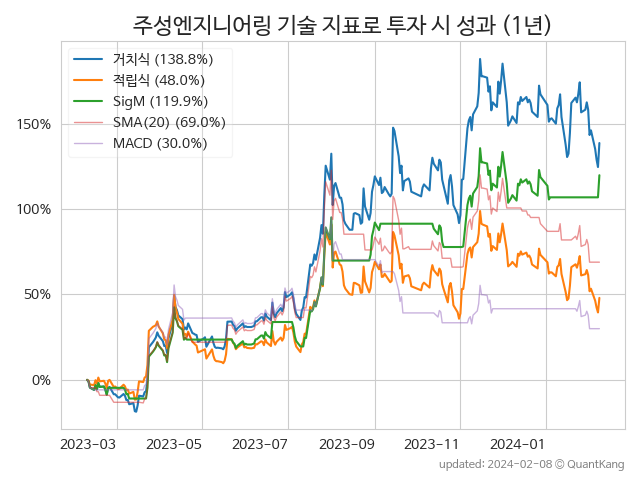 주성엔지니어링 기술 지표로 투자 시 성과 (1년)
거치식 (138.8%)
적립식 (48.0%)
SigM (119.9%)
SMA(20) (69.0%)
MACD (30.0%)
150%
100%
50%
0%
2023-03 2023-05 2023-07 2023-09 2023-11 2024-01
updated: 2024-02-08 © QuantKang